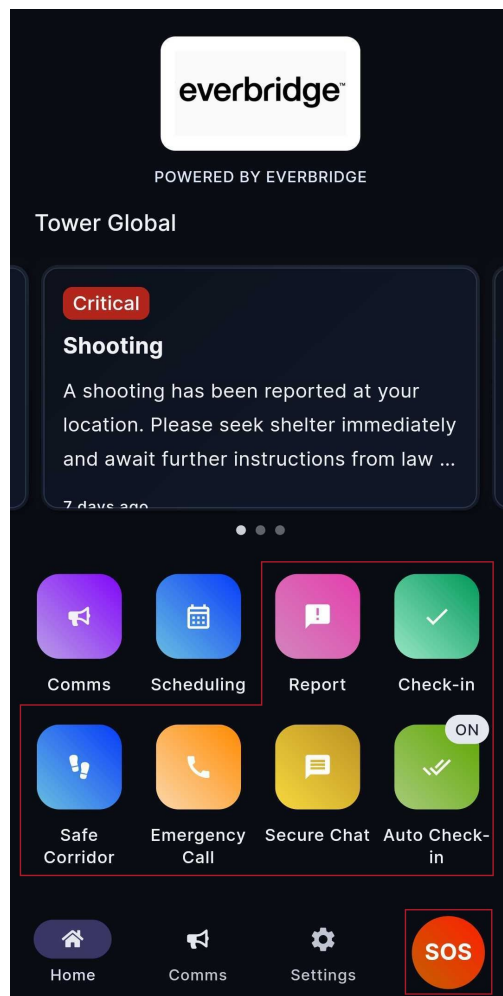 everbridge™
POWERED BY EVERBRIDGE
Tower Global
Critical
Shooting
A shooting has been reported at your
location. Please seek shelter immediately
and await further instructions from law ...
7 days ago
Comms
Scheduling
Report
Check-in
ON
Safe
Corridor
Emergency
Call
Secure Chat
Auto Check-
in
Home
Comms
Settings
SOS